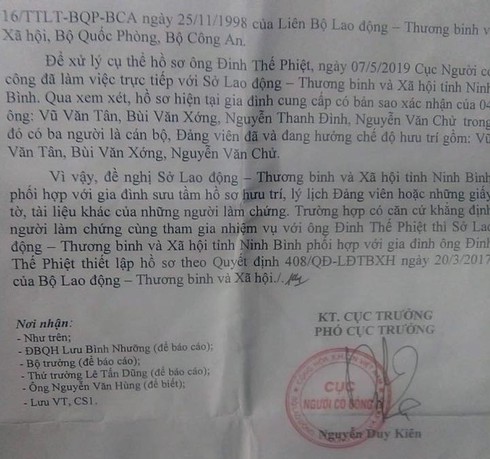 16/TTLT-BQP-BCA ngày 25/11/1998 của Liên Bộ Lao động – Thương binh v
Xã hội, Bộ Quốc Phòng, Bộ Công An.
Để xử lý cụ thể hồ sơ ông Đinh Thế Phiệt, ngày 07/5/2019 Cục Người c
công đã làm việc trực tiếp với Sở Lao động – Thương binh và Xã hội tỉnh Nin
Bình. Qua xem xét, hồ sơ hiện tại gia đình cung cấp có bản sao xác nhận của 04
ông: Vũ Văn Tân, Bùi Văn Xớng, Nguyễn Thanh Đình, Nguyễn Văn Chử trong
đó có ba người là cán bộ, Đảng viên đã và đang hưởng chế độ hưu trí gồm: Vũ
Văn Tân, Bùi Văn Xớng, Nguyễn Văn Chử.
Vì vậy, đề nghị Sở Lao động – Thương binh và Xã hội tỉnh Ninh Bình
phối hợp với gia đình sưu tầm hồ sơ hưu trí, lý lịch Đảng viên hoặc những giấy
tờ, tài liệu khác của những người làm chứng. Trường hợp có căn cứ khẳng định
người làm chứng cùng tham gia nhiệm vụ với ông Đinh Thế Phiệt thì Sở Lao
động – Thương binh và Xã hội tỉnh Ninh Bình phối hợp với gia đình ông Đinh
Thế Phiệt thiết lập hồ sơ theo Quyết định 408/QĐ-LĐTBXH ngày 20/3/2017
của Bộ Lao động – Thương binh và Xã hội./.
KT. CỤC TRƯỞNG
PHÓ CỤC TRƯỞNG
Nơi nhận:
- Như trên;
- ĐBQH Lưu Bình Nhưỡng (để báo cáo);
- Bộ trưởng (để báo cáo);
- Thứ trưởng Lê Tấn Dũng (để báo cáo);
- Ông Nguyễn Văn Hùng (để biết);
- Lưu VT, CS1.
CỤC
NGƯỜI CÓ CÔNG
Nguyễn Duy Kiên